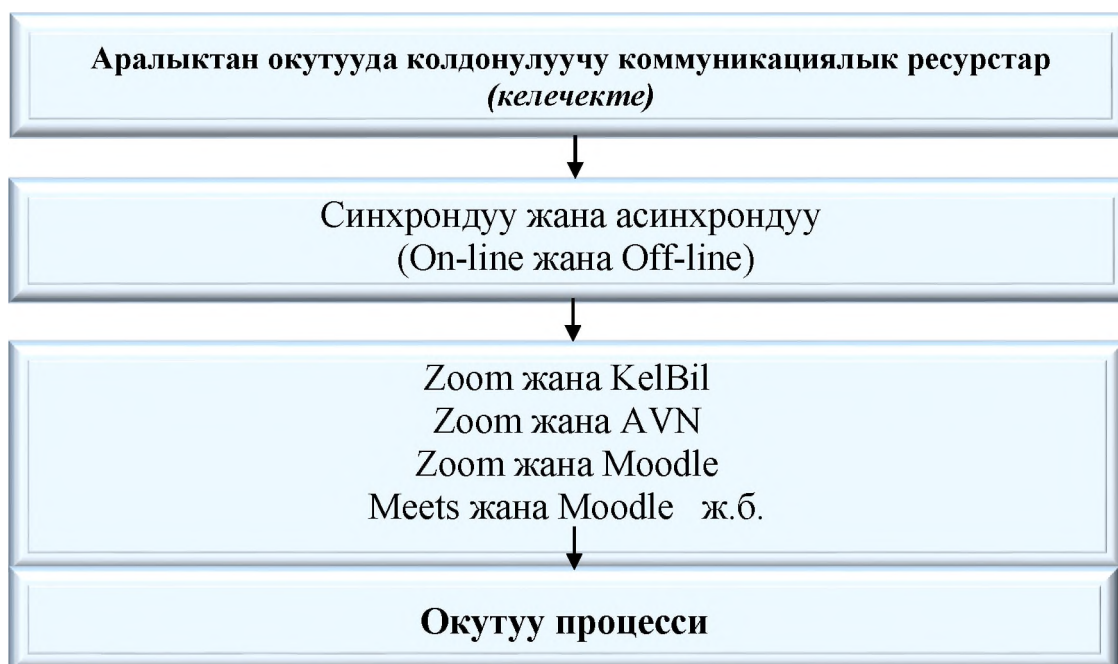 Аралыктан окутууда колдонулуучу коммуникациялык ресурстар
(келечекте)
Синхрондуу жана асинхрондуу
(On-line жана Off-line)
Zoom жана KelBil
Zoom жана AVN
Zoom жана Moodle
Meets жана Moodle ж.б.
Окутуу процесси